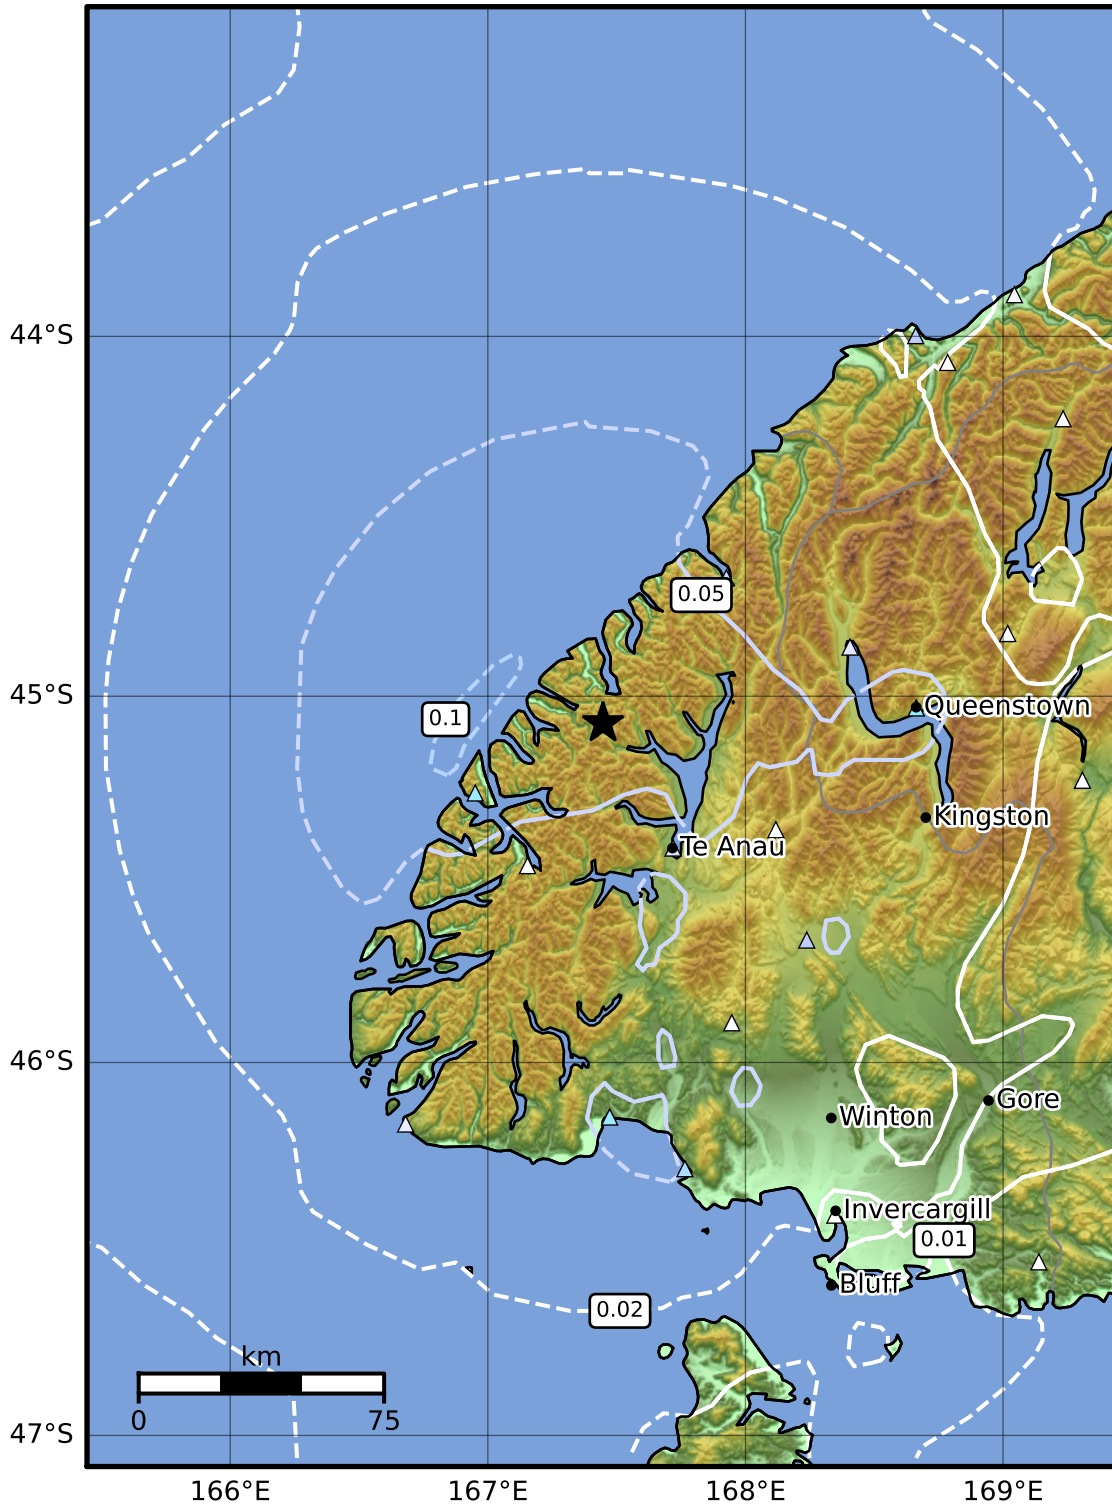 44°S
0.05
45°S
0.1
Queenstown
Kingston
Te Anau
46°S
Gore
Winton
Invercargill
0.01
Bluff
0.02
km
0
75
47°S
166°E
167°E
168°E
169°E